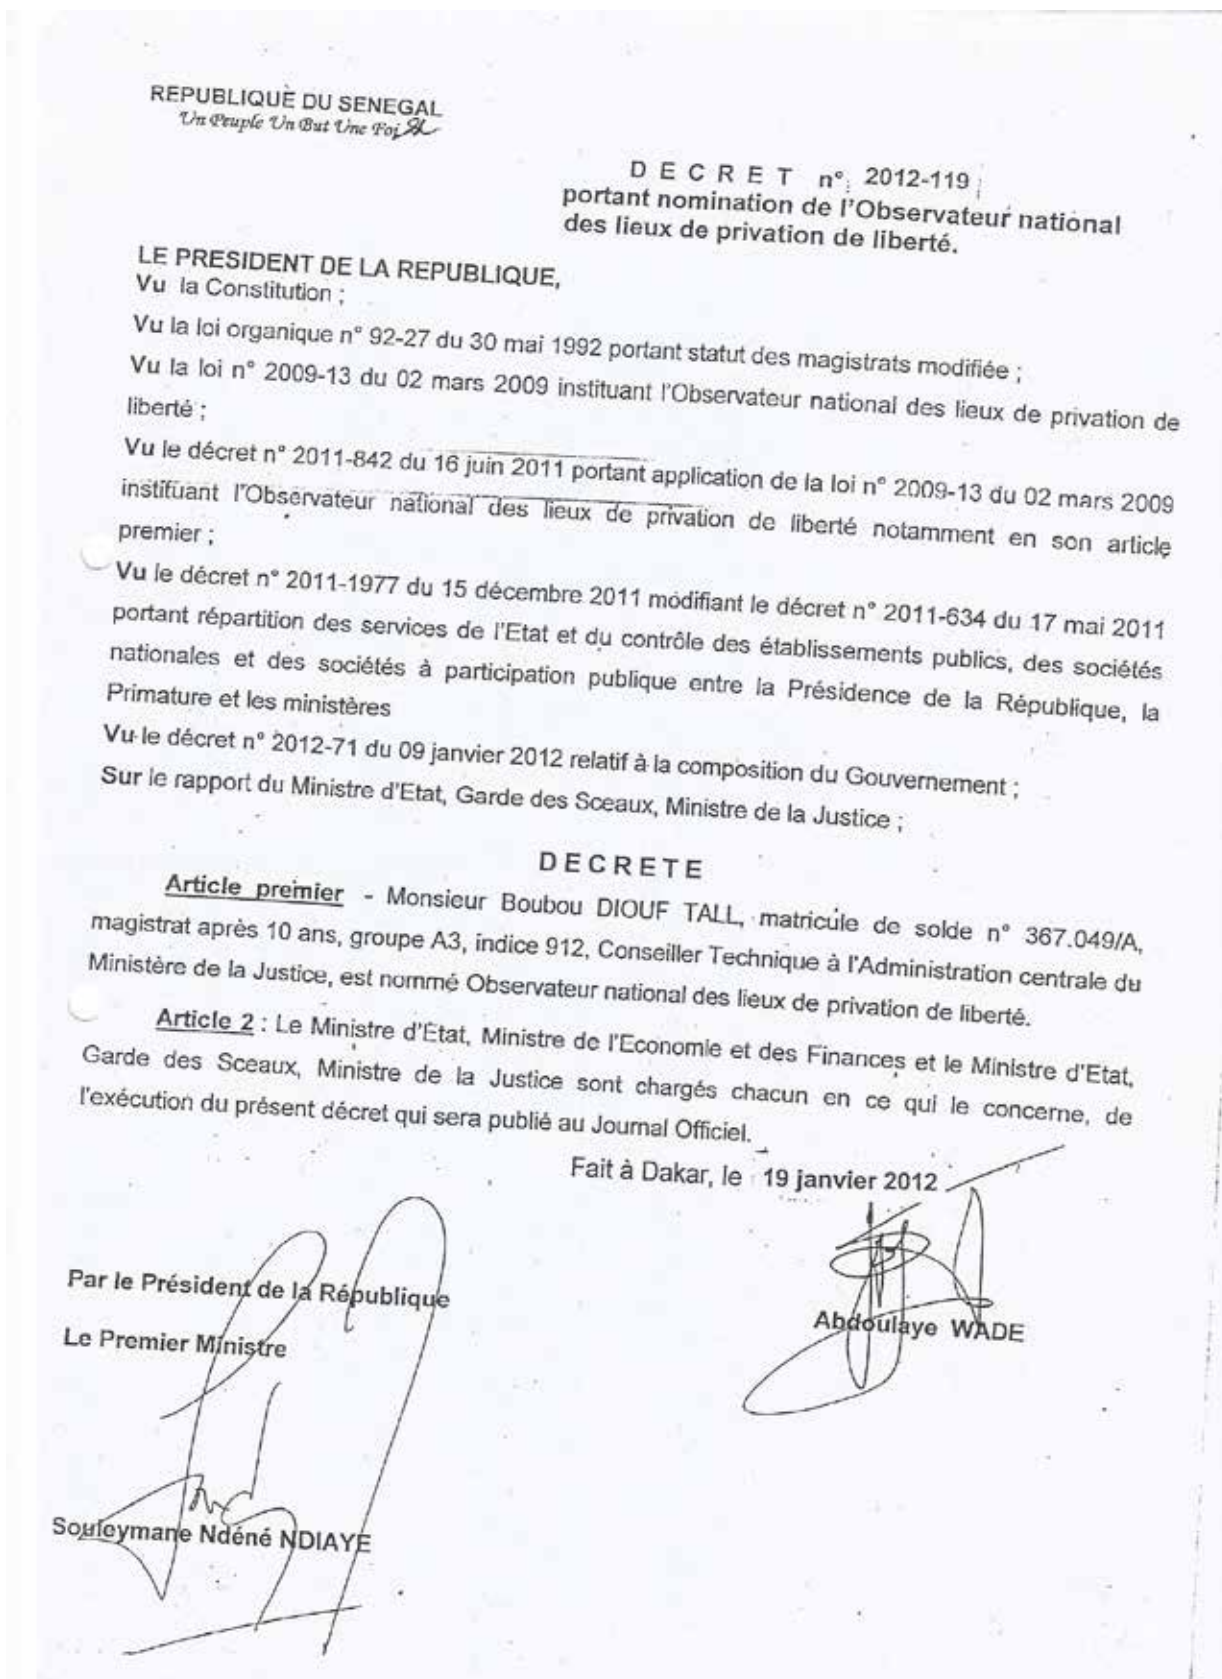 REPUBLIQUE DU SENEGAL
Un Peuple Un But Une Foi
D E C R E T n° 2012-119
portant nomination de l'Observateur national
des lieux de privation de liberté.
LE PRESIDENT DE LA REPUBLIQUE,
Vu la Constitution ;
Vu la loi organique n° 92-27 du 30 mai 1992 portant statut des magistrats modifiée ;
Vu la loi n° 2009-13 du 02 mars 2009 instituant l'Observateur national des lieux de privation de
liberté ;
Vu le décret n° 2011-842 du 16 juin 2011 portant application de la loi n° 2009-13 du 02 mars 2009
instituant l'Observateur national des lieux de privation de liberté notamment en son article
premier ;
Vu le décret n° 2011-1977 du 15 décembre 2011 modifiant le décret n° 2011-634 du 17 mai 2011
portant répartition des services de l'Etat et du contrôle des établissements publics, des sociétés
nationales et des sociétés à participation publique entre la Présidence de la République, la
Primature et les ministères
Vu le décret n° 2012-71 du 09 janvier 2012 relatif à la composition du Gouvernement ;
Sur le rapport du Ministre d'Etat, Garde des Sceaux, Ministre de la Justice ;
D E C R E T E
Article premier - Monsieur Boubou DIOUF TALL, matricule de solde n° 367.049/A,
magistrat après 10 ans, groupe A3, indice 912, Conseiller Technique à l'Administration centrale du
Ministère de la Justice, est nommé Observateur national des lieux de privation de liberté.
Article 2 : Le Ministre d'Etat, Ministre de l'Economie et des Finances et le Ministre d'Etat,
Garde des Sceaux, Ministre de la Justice sont chargés chacun en ce qui le concerne, de
l'exécution du présent décret qui sera publié au Journal Officiel.
Fait à Dakar, le 19 janvier 2012
Par le Président de la République
Abdoulaye WADE
Le Premier Ministre
Souleymane Ndéné NDIAYE